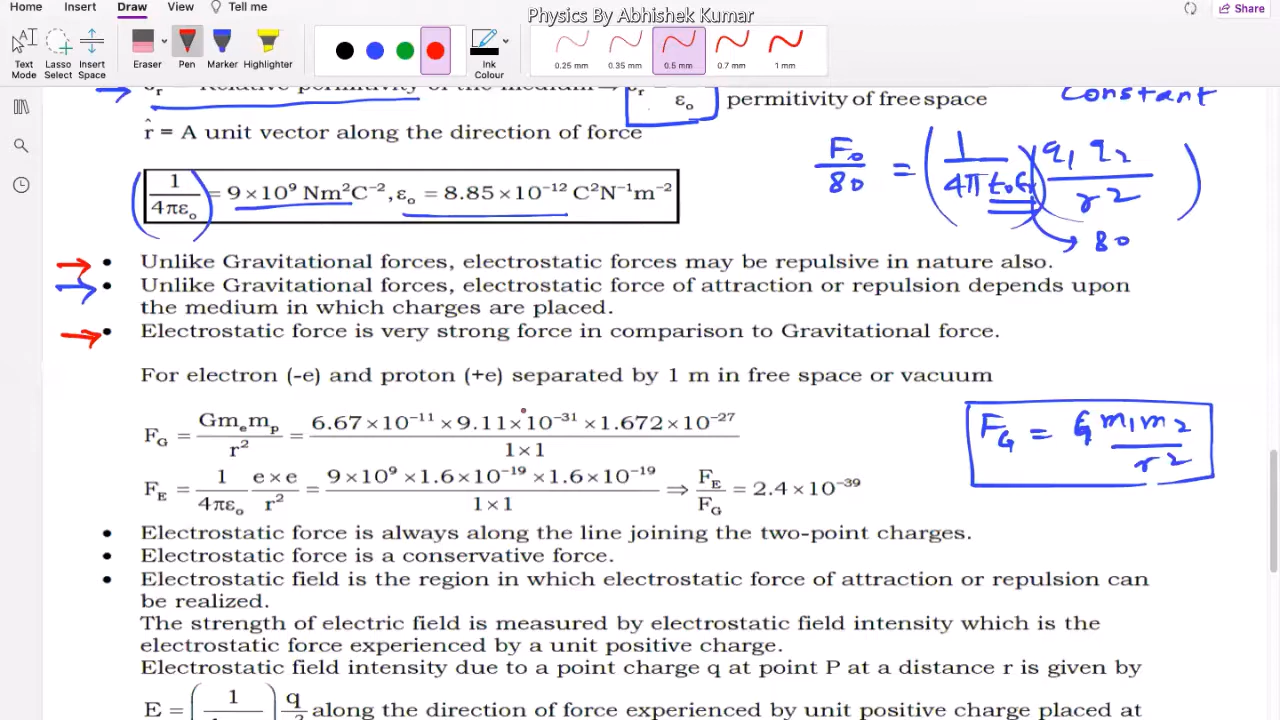 Home Insert Draw View Tell me
Physics By Abhishek Kumar
Share
Text Mode
Lasso Select
Insert Space
Eraser
Pen
Marker
Highlighter
Ink Colour
0.25 mm
0.35 mm
0.5 mm
0.7 mm
1 mm
εo permitivity of free space
constant
r̂ = A unit vector along the direction of force
F₀/80 = (1/4π ε₀εr)(q₁ q₂/r²)
→ 80
1/4πεo = 9×10⁹ Nm²C⁻², εo = 8.85×10⁻¹² C²N⁻¹m⁻²
• Unlike Gravitational forces, electrostatic forces may be repulsive in nature also.
• Unlike Gravitational forces, electrostatic force of attraction or repulsion depends upon
the medium in which charges are placed.
• Electrostatic force is very strong force in comparison to Gravitational force.
For electron (-e) and proton (+e) separated by 1 m in free space or vacuum
F_G = Gm_e m_p/r² = 6.67×10⁻¹¹×9.11×10⁻³¹×1.672×10⁻²⁷/1×1
F_G = G m₁m₂/r²
F_E = 1/4πεo e×e/r² = 9×10⁹×1.6×10⁻¹⁹×1.6×10⁻¹⁹/1×1 ⇒ F_E/F_G = 2.4×10⁻³⁹
• Electrostatic force is always along the line joining the two-point charges.
• Electrostatic force is a conservative force.
• Electrostatic field is the region in which electrostatic force of attraction or repulsion can
be realized.
The strength of electric field is measured by electrostatic field intensity which is the
electrostatic force experienced by a unit positive charge.
Electrostatic field intensity due to a point charge q at point P at a distance r is given by
E = (1 q along the direction of force experienced by unit positive charge placed at